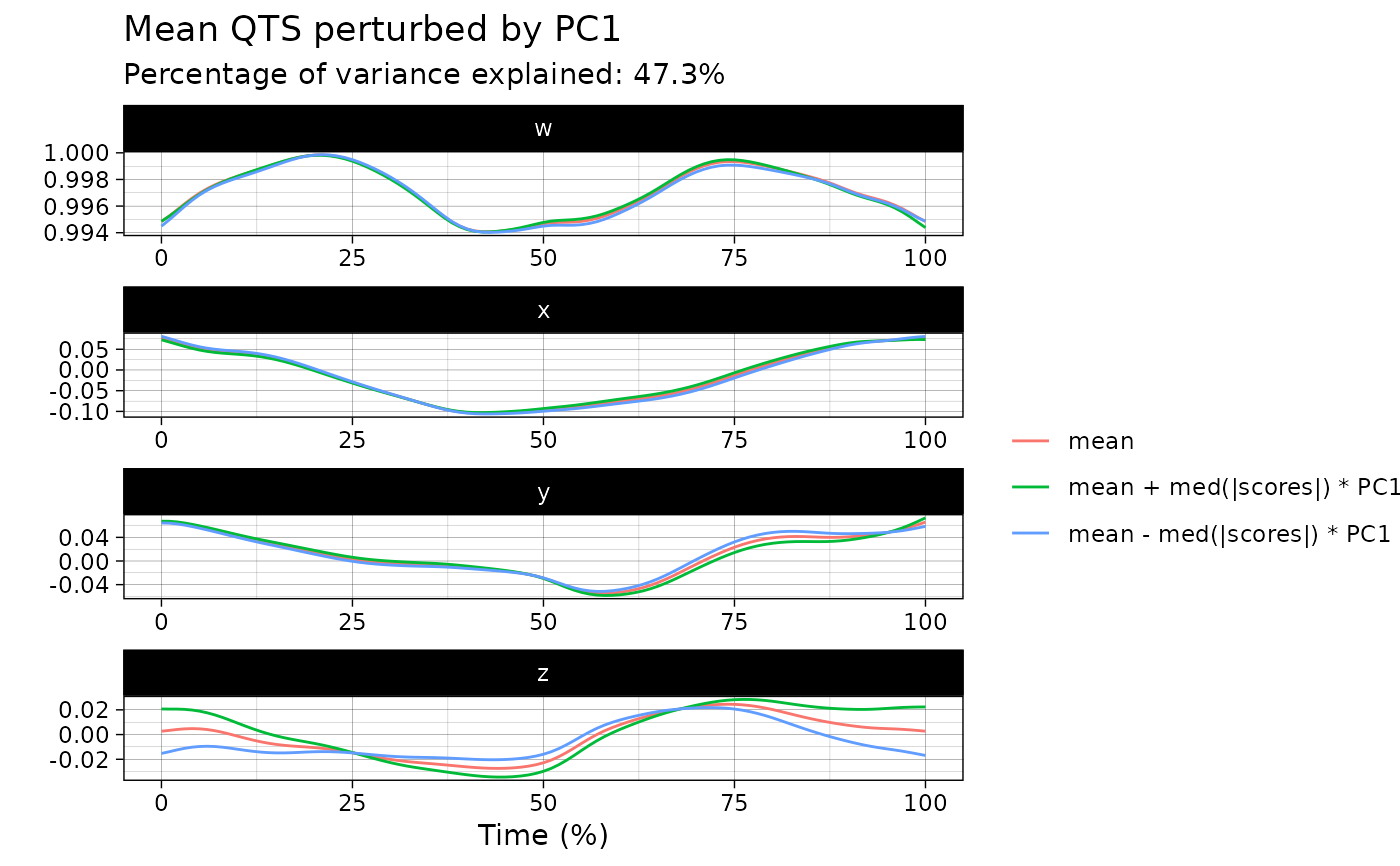 Mean QTS perturbed by PC1
Percentage of variance explained: 47.3%
w
1.000
0.998
0.996
0.994
0 25 50 75 100
x
0.05
0.00
-0.05
-0.10
0 25 50 75 100
y
0.04
0.00
-0.04
0 25 50 75 100
z
0.02
0.00
-0.02
0 25 50 75 100
Time (%)
mean
mean + med(|scores|) * PC1
mean - med(|scores|) * PC1